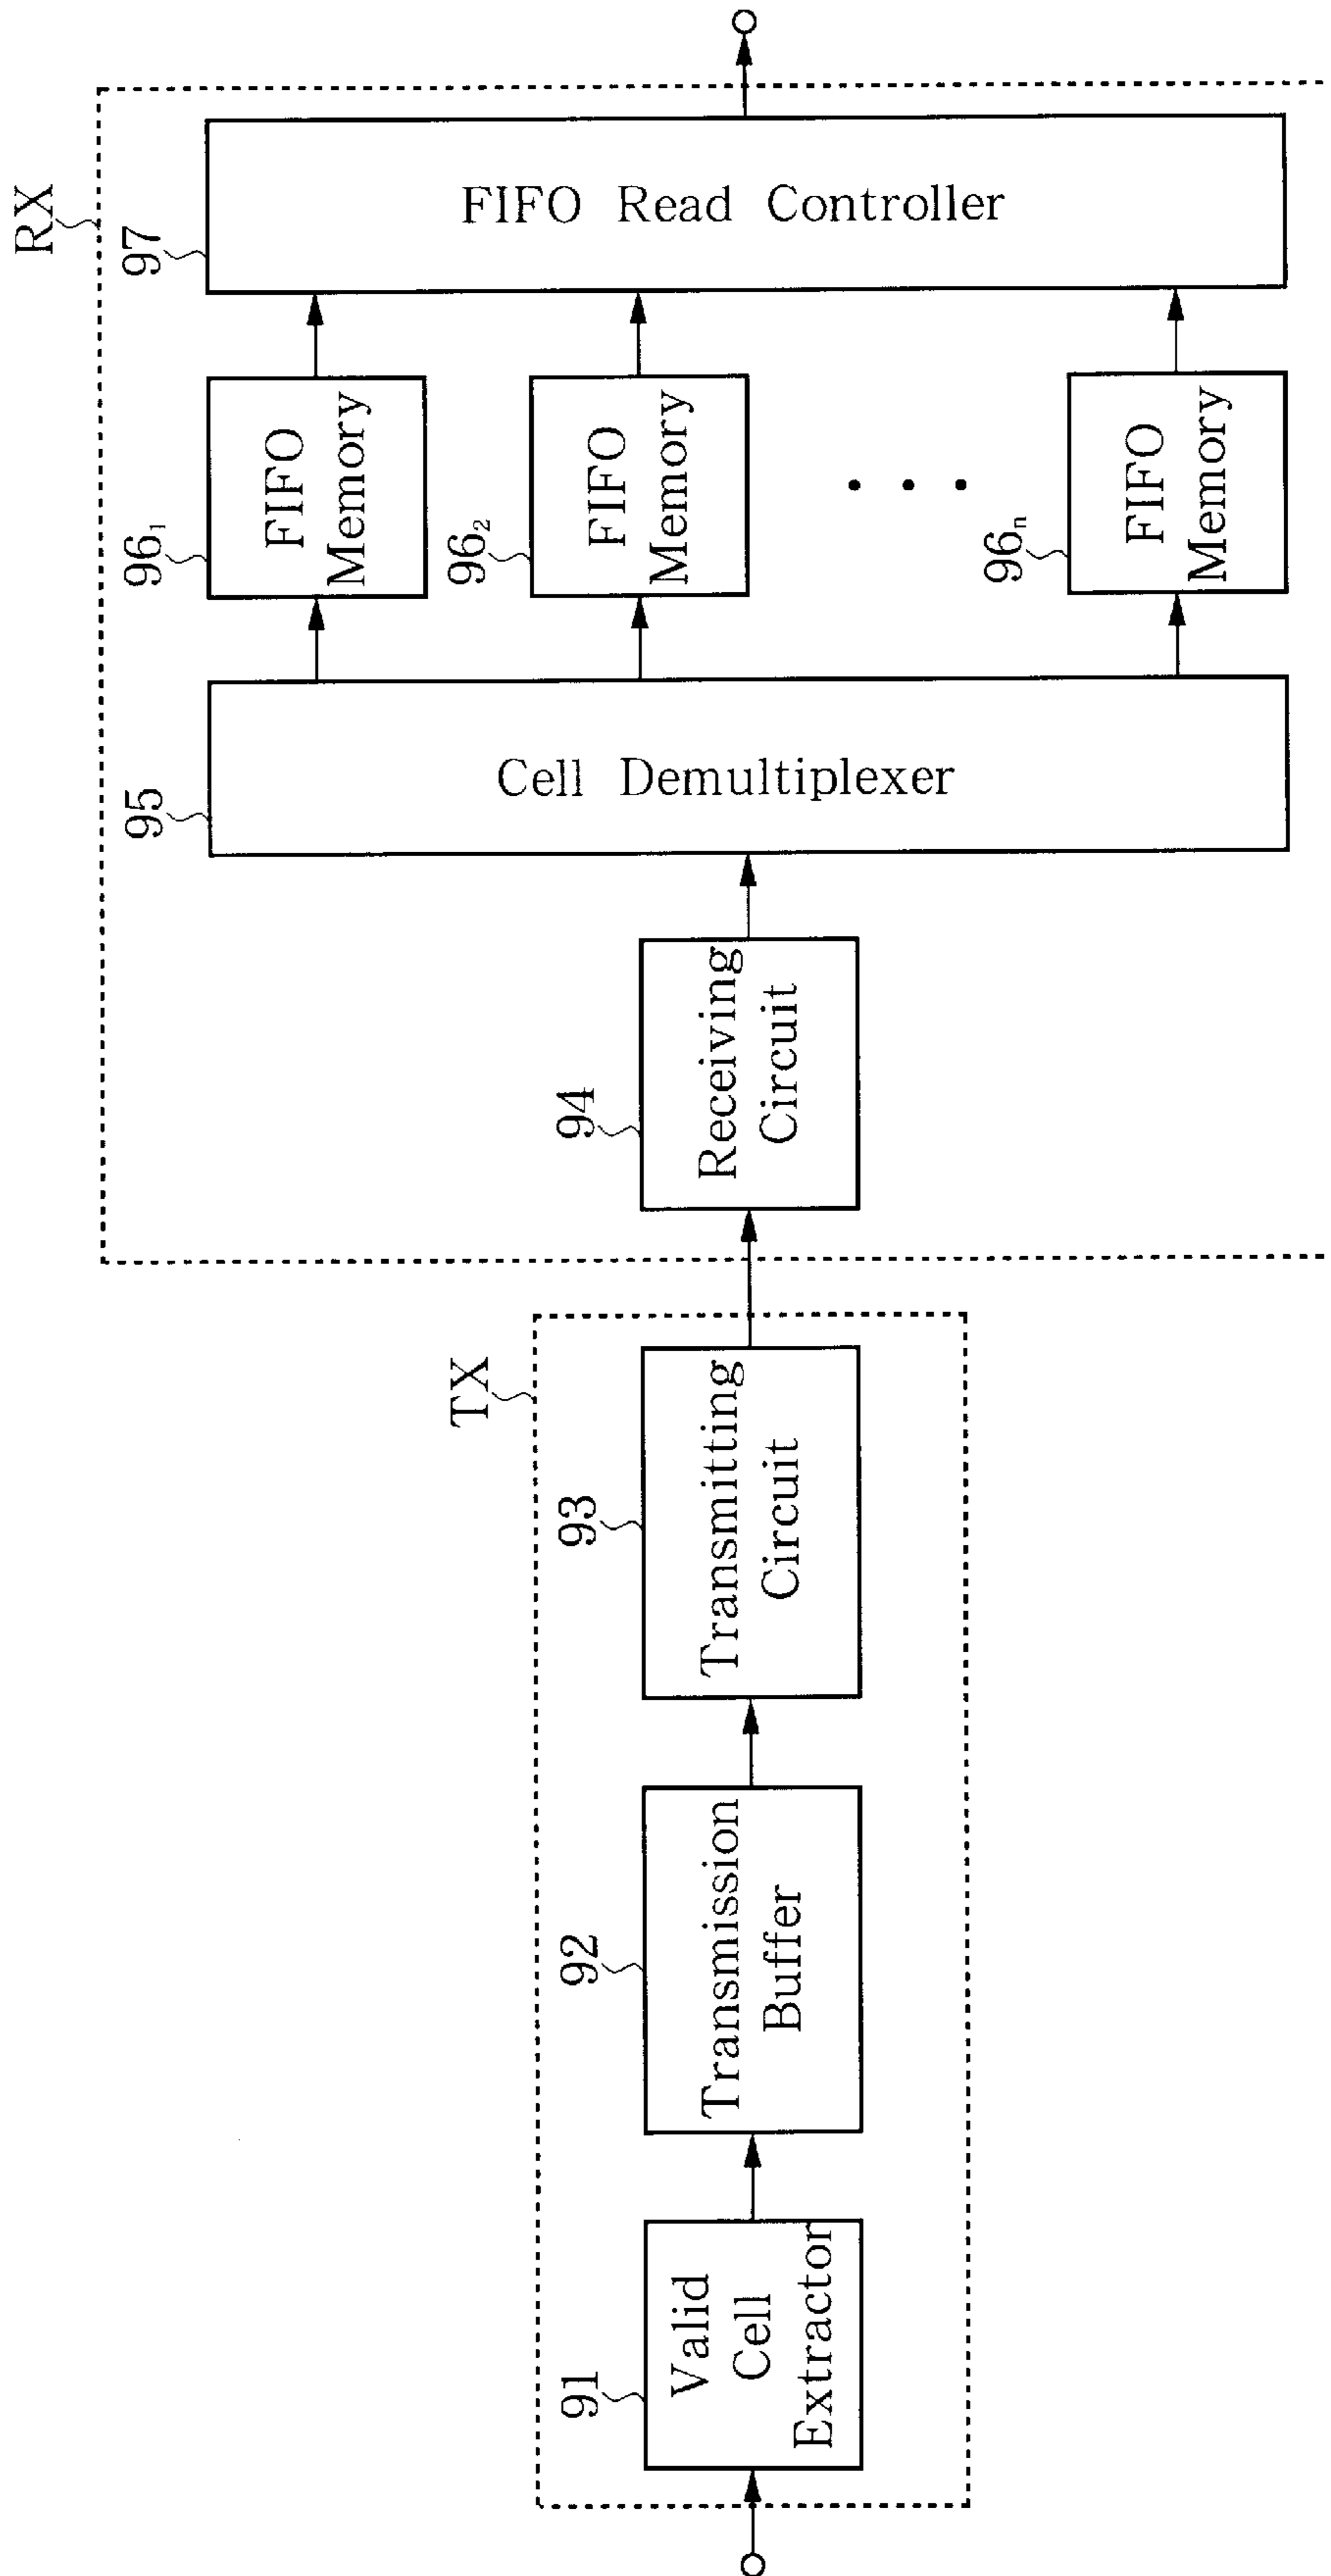 TX
91
Valid
Cell
Extractor
92
Transmission
Buffer
93
Transmitting
Circuit
RX
94
Receiving
Circuit
95
Cell Demultiplexer
96₁
FIFO
Memory
96₂
FIFO
Memory
• • •
96ₙ
FIFO
Memory
97
FIFO Read Controller